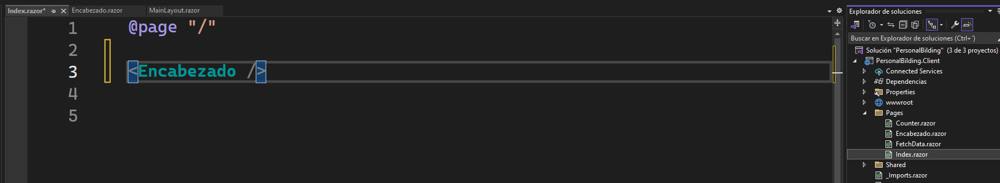 Index.razor*
Encabezado.razor
MainLayout.razor
1 @page "/"
2
3 <Encabezado />
4
5
Explorador de soluciones
Buscar en Explorador de soluciones (Ctrl+´)
Solución "PersonalBilding" (3 de 3 proyectos)
PersonalBilding.Client
Connected Services
Dependencias
Properties
wwwroot
Pages
Counter.razor
Encabezado.razor
FetchData.razor
Index.razor
Shared
_Imports.razor